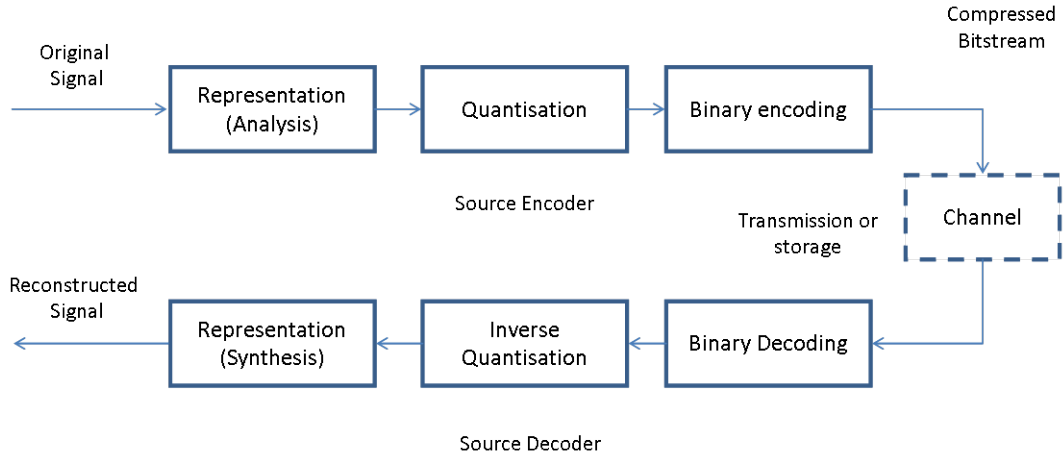 Original
Signal
Representation
(Analysis)
Quantisation
Binary encoding
Compressed
Bitstream
Source Encoder
Transmission or
storage
Channel
Reconstructed
Signal
Representation
(Synthesis)
Inverse
Quantisation
Binary Decoding
Source Decoder